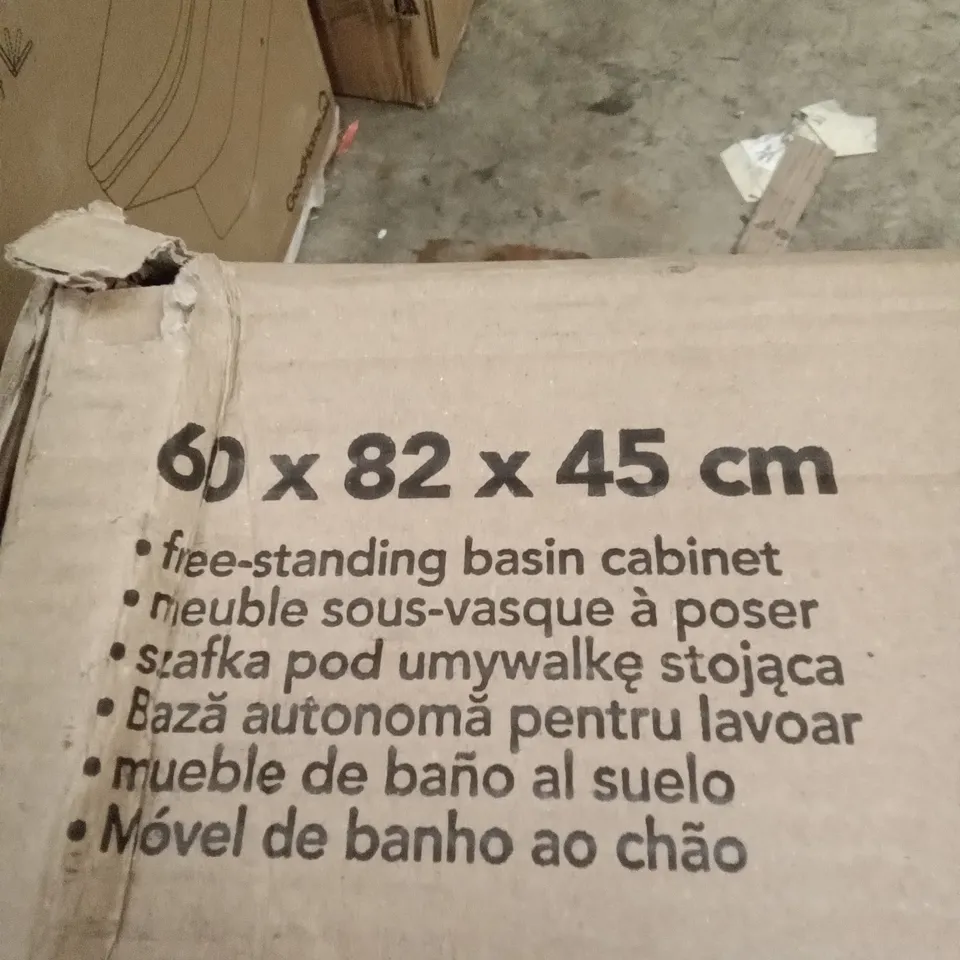 60 x 82 x 45 cm
• free-standing basin cabinet
• meuble sous-vasque à poser
• szafka pod umywalkę stojąca
• Bază autonomă pentru lavoar
• mueble de baño al suelo
• Móvel de banho ao chão